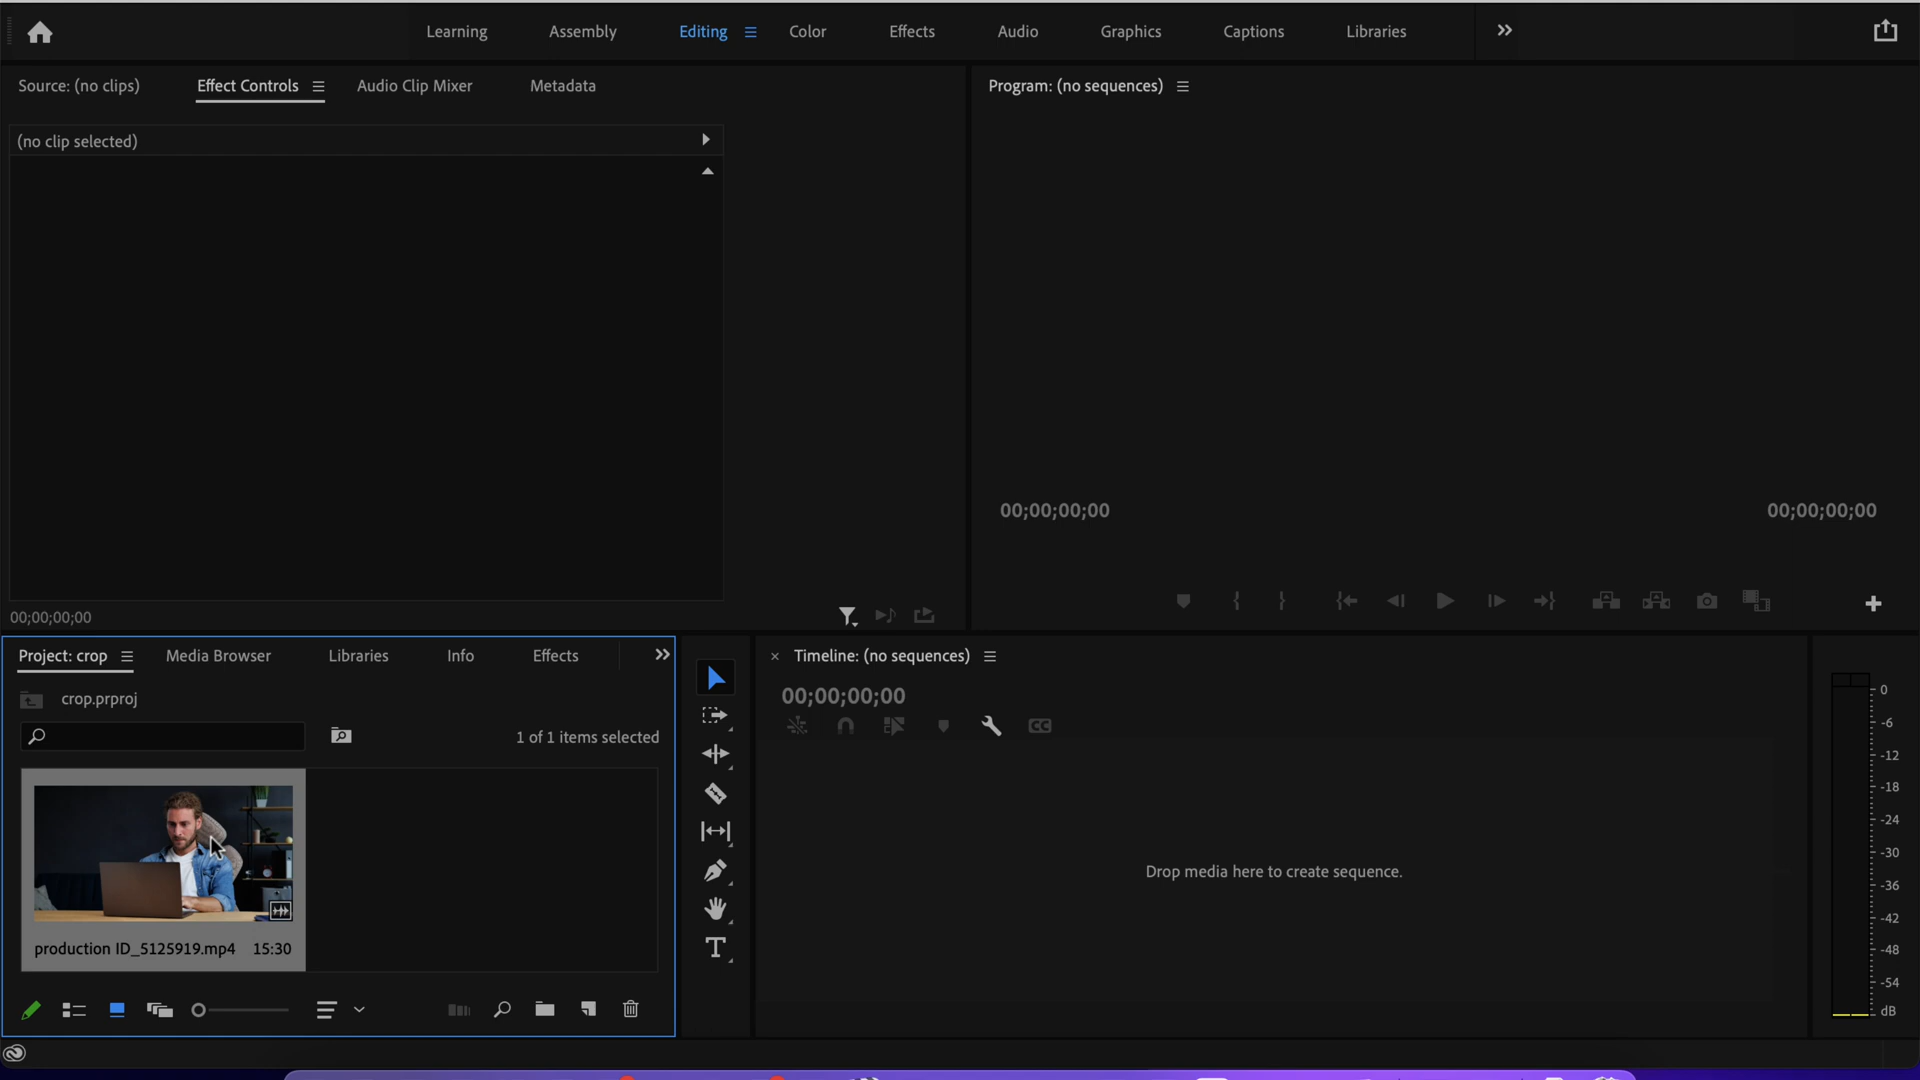 Learning Assembly Editing Color Effects Audio Graphics Captions Libraries
Source: (no clips) Effect Controls Audio Clip Mixer Metadata
Program: (no sequences)
(no clip selected)
00;00;00;00 00;00;00;00
00;00;00;00
Project: crop Media Browser Libraries Info Effects
Timeline: (no sequences)
crop.prproj
00;00;00;00
1 of 1 items selected
CC
Drop media here to create sequence.
production ID_5125919.mp4 15:30
T
0
-6
-12
-18
-24
-30
-36
-42
-48
-54
dB